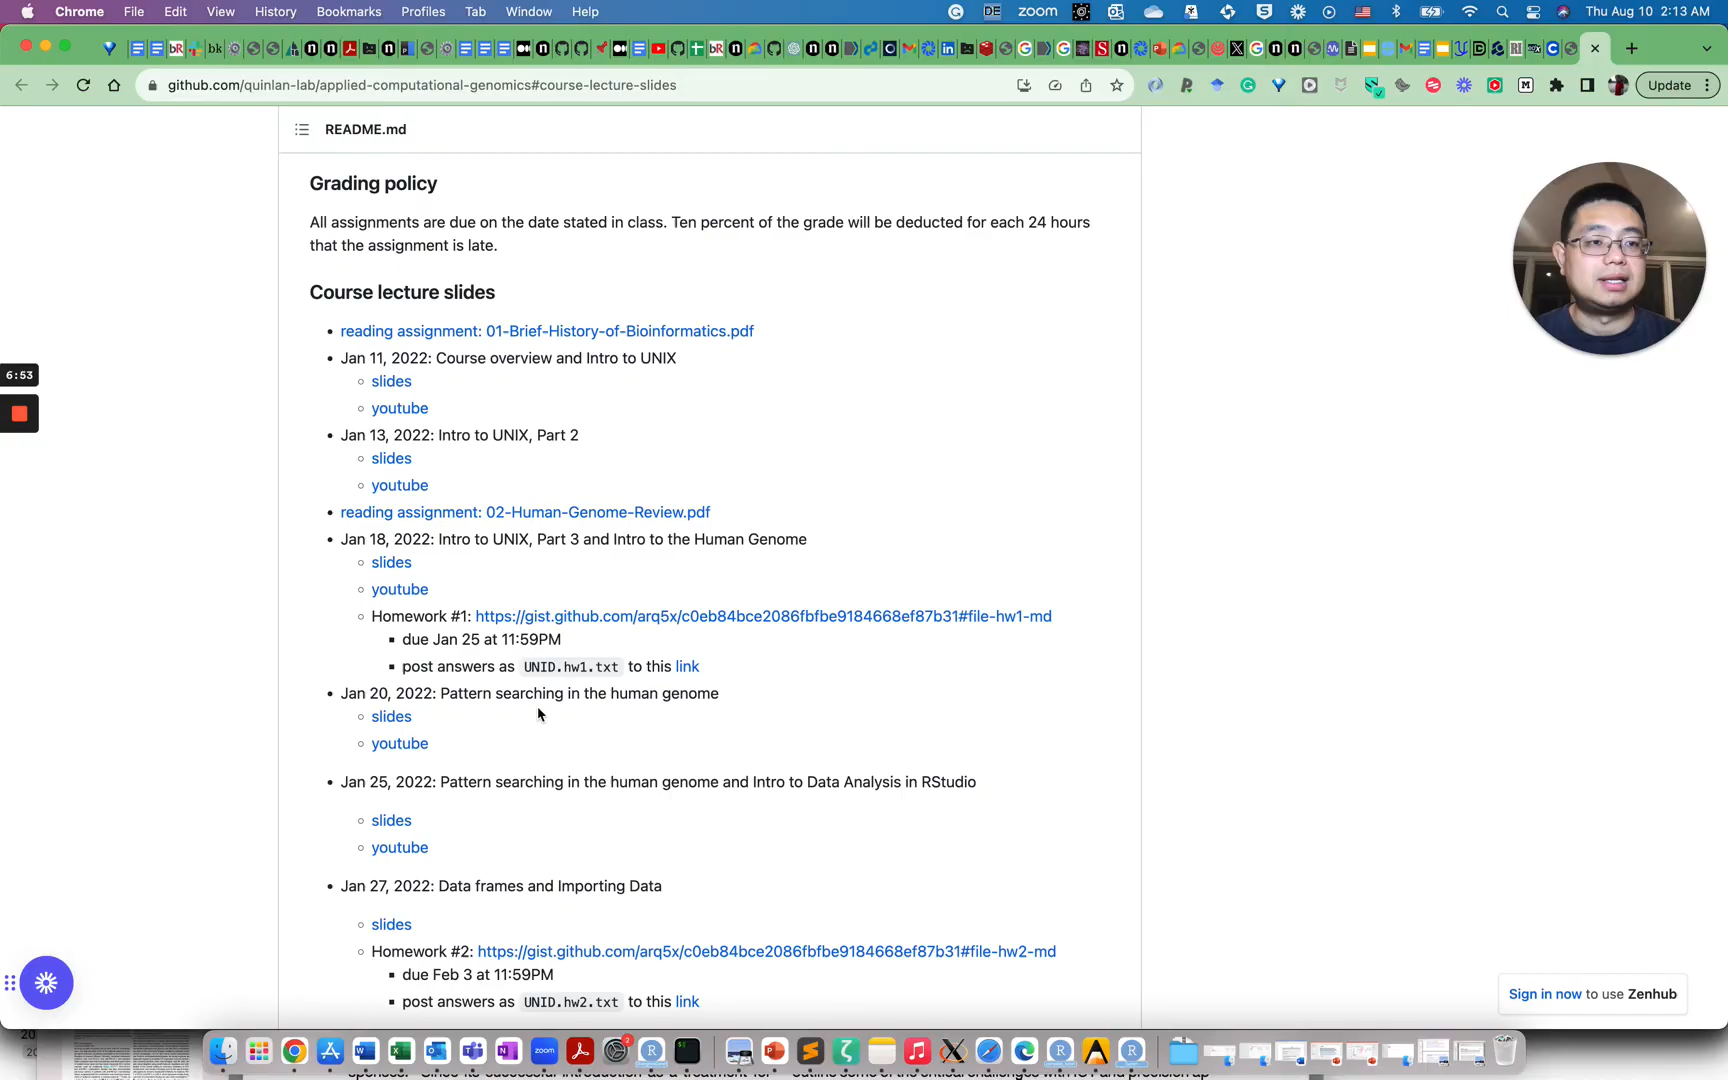 Chrome File Edit View History Bookmarks Profiles Tab Window Help zoom Thu Aug 10 2:13 AM
github.com/quinlan-lab/applied-computational-genomics#course-lecture-slides Update
README.md
Grading policy
All assignments are due on the date stated in class. Ten percent of the grade will be deducted for each 24 hours
that the assignment is late.
Course lecture slides
• reading assignment: 01-Brief-History-of-Bioinformatics.pdf
• Jan 11, 2022: Course overview and Intro to UNIX
6:53
◦ slides
◦ youtube
• Jan 13, 2022: Intro to UNIX, Part 2
◦ slides
◦ youtube
• reading assignment: 02-Human-Genome-Review.pdf
• Jan 18, 2022: Intro to UNIX, Part 3 and Intro to the Human Genome
◦ slides
◦ youtube
◦ Homework #1: https://gist.github.com/arq5x/c0eb84bce2086fbfbe9184668ef87b31#file-hw1-md
▪ due Jan 25 at 11:59PM
▪ post answers as UNID.hw1.txt to this link
• Jan 20, 2022: Pattern searching in the human genome
◦ slides
◦ youtube
• Jan 25, 2022: Pattern searching in the human genome and Intro to Data Analysis in RStudio
◦ slides
◦ youtube
• Jan 27, 2022: Data frames and Importing Data
◦ slides
◦ Homework #2: https://gist.github.com/arq5x/c0eb84bce2086fbfbe9184668ef87b31#file-hw2-md
▪ due Feb 3 at 11:59PM
▪ post answers as UNID.hw2.txt to this link
Sign in now to use Zenhub